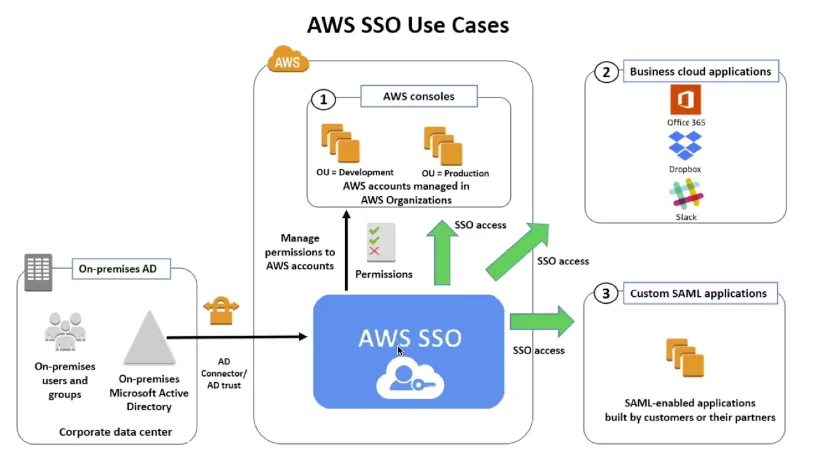 AWS SSO Use Cases
AWS
1
AWS consoles
OU = Development
OU = Production
AWS accounts managed in
AWS Organizations
2
Business cloud applications
Office 365
Dropbox
Slack
Manage
permissions to
AWS accounts
Permissions
SSO access
SSO access
SSO access
On-premises AD
On-premises
users and
groups
On-premises
Microsoft Active
Directory
Corporate data center
AD
Connector/
AD trust
AWS SSO
3
Custom SAML applications
SAML-enabled applications
built by customers or their partners